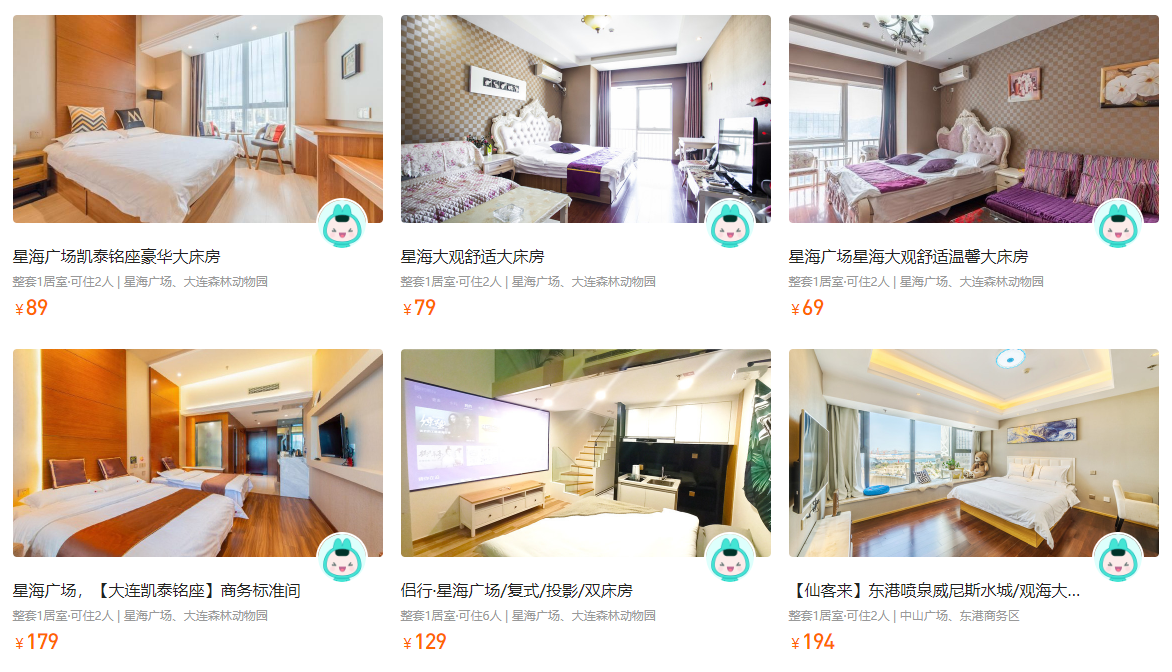 星海广场凯泰铭座豪华大床房
整套1居室·可住2人 | 星海广场、大连森林动物园
¥89
星海大观舒适大床房
整套1居室·可住2人 | 星海广场、大连森林动物园
¥79
星海广场星海大观舒适温馨大床房
整套1居室·可住2人 | 星海广场、大连森林动物园
¥69
星海广场，【大连凯泰铭座】商务标准间
整套1居室·可住2人 | 星海广场、大连森林动物园
¥179
侣行·星海广场/复式/投影/双床房
整套1居室·可住6人 | 星海广场、大连森林动物园
¥129
【仙客来】东港喷泉威尼斯水城/观海大...
整套1居室·可住2人 | 中山广场、东港商务区
¥194